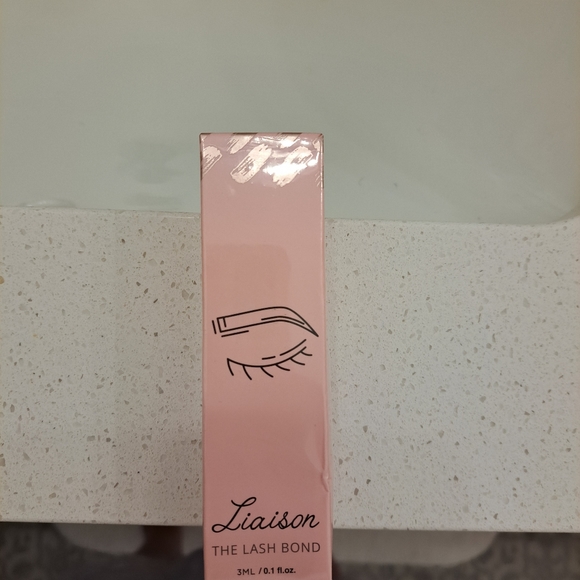 Liaison
THE LASH BOND
3ML / 0.1 fl.oz.